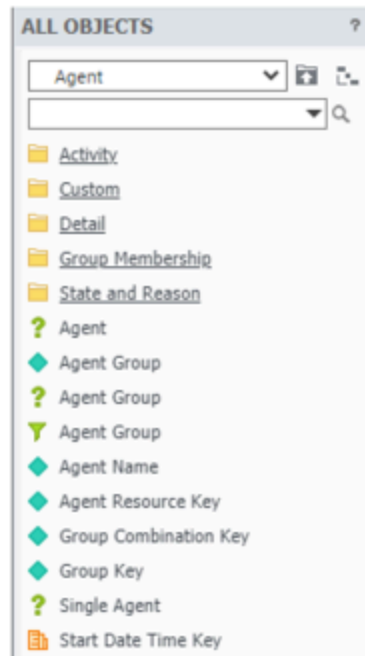 ALL OBJECTS ?
Agent
Activity
Custom
Detail
Group Membership
State and Reason
? Agent
Agent Group
? Agent Group
Agent Group
Agent Name
Agent Resource Key
Group Combination Key
Group Key
? Single Agent
Start Date Time Key